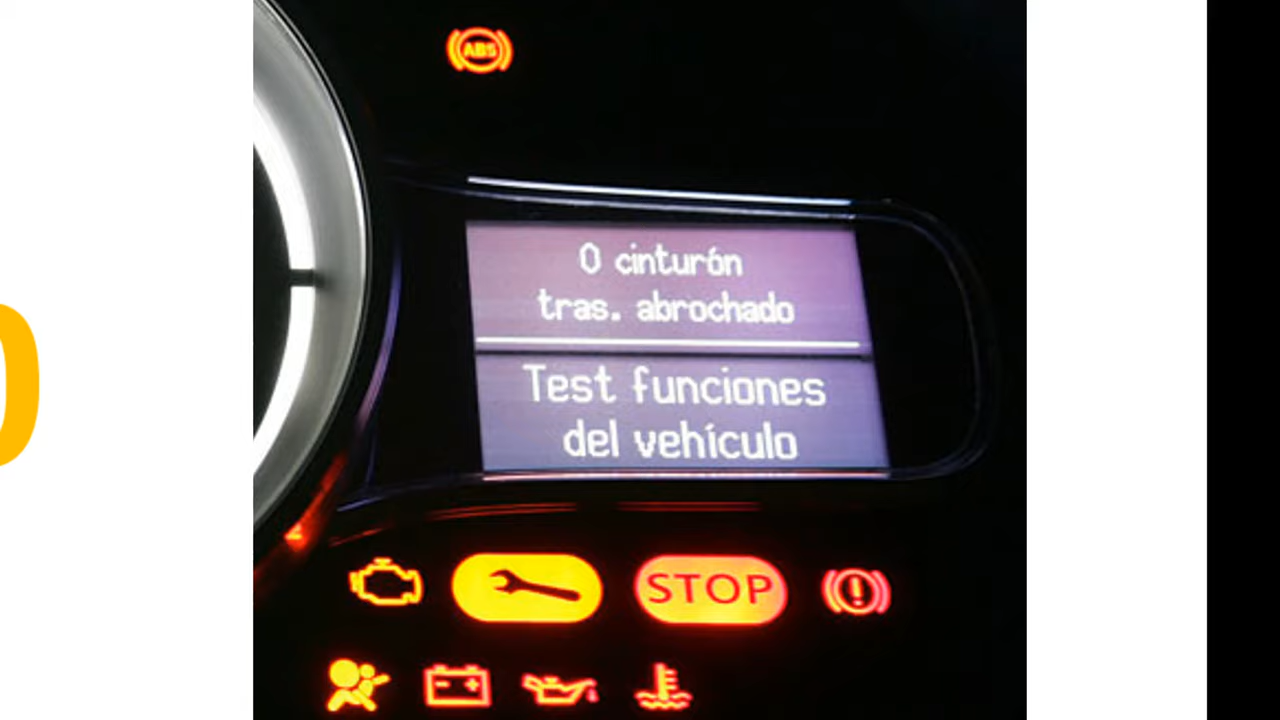 ABS
0 cinturón
tras. abrochado
Test funciones
del vehículo
STOP